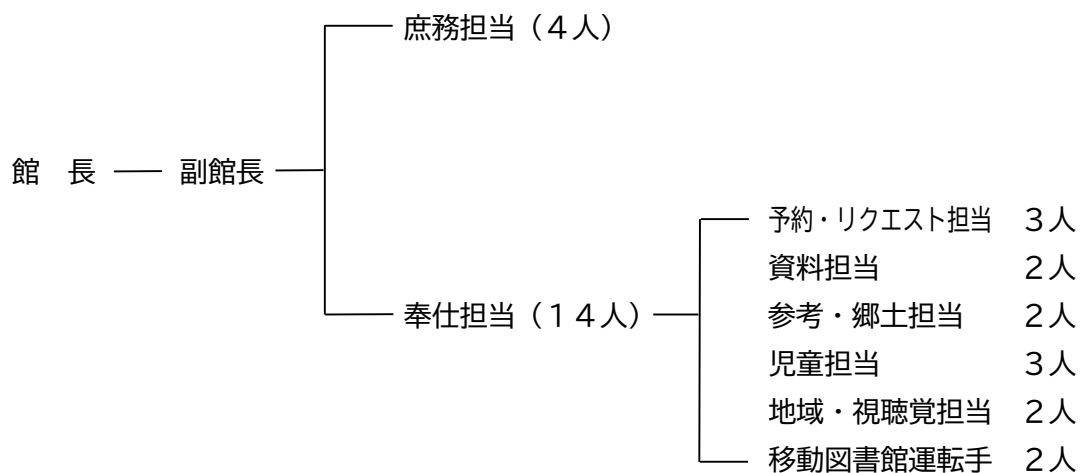 庶務担当（４人）
館　長　副館長
予約・リクエスト担当　３人
資料担当　２人
参考・郷土担当　２人
奉仕担当（１４人）
児童担当　３人
地域・視聴覚担当　２人
移動図書館運転手　２人